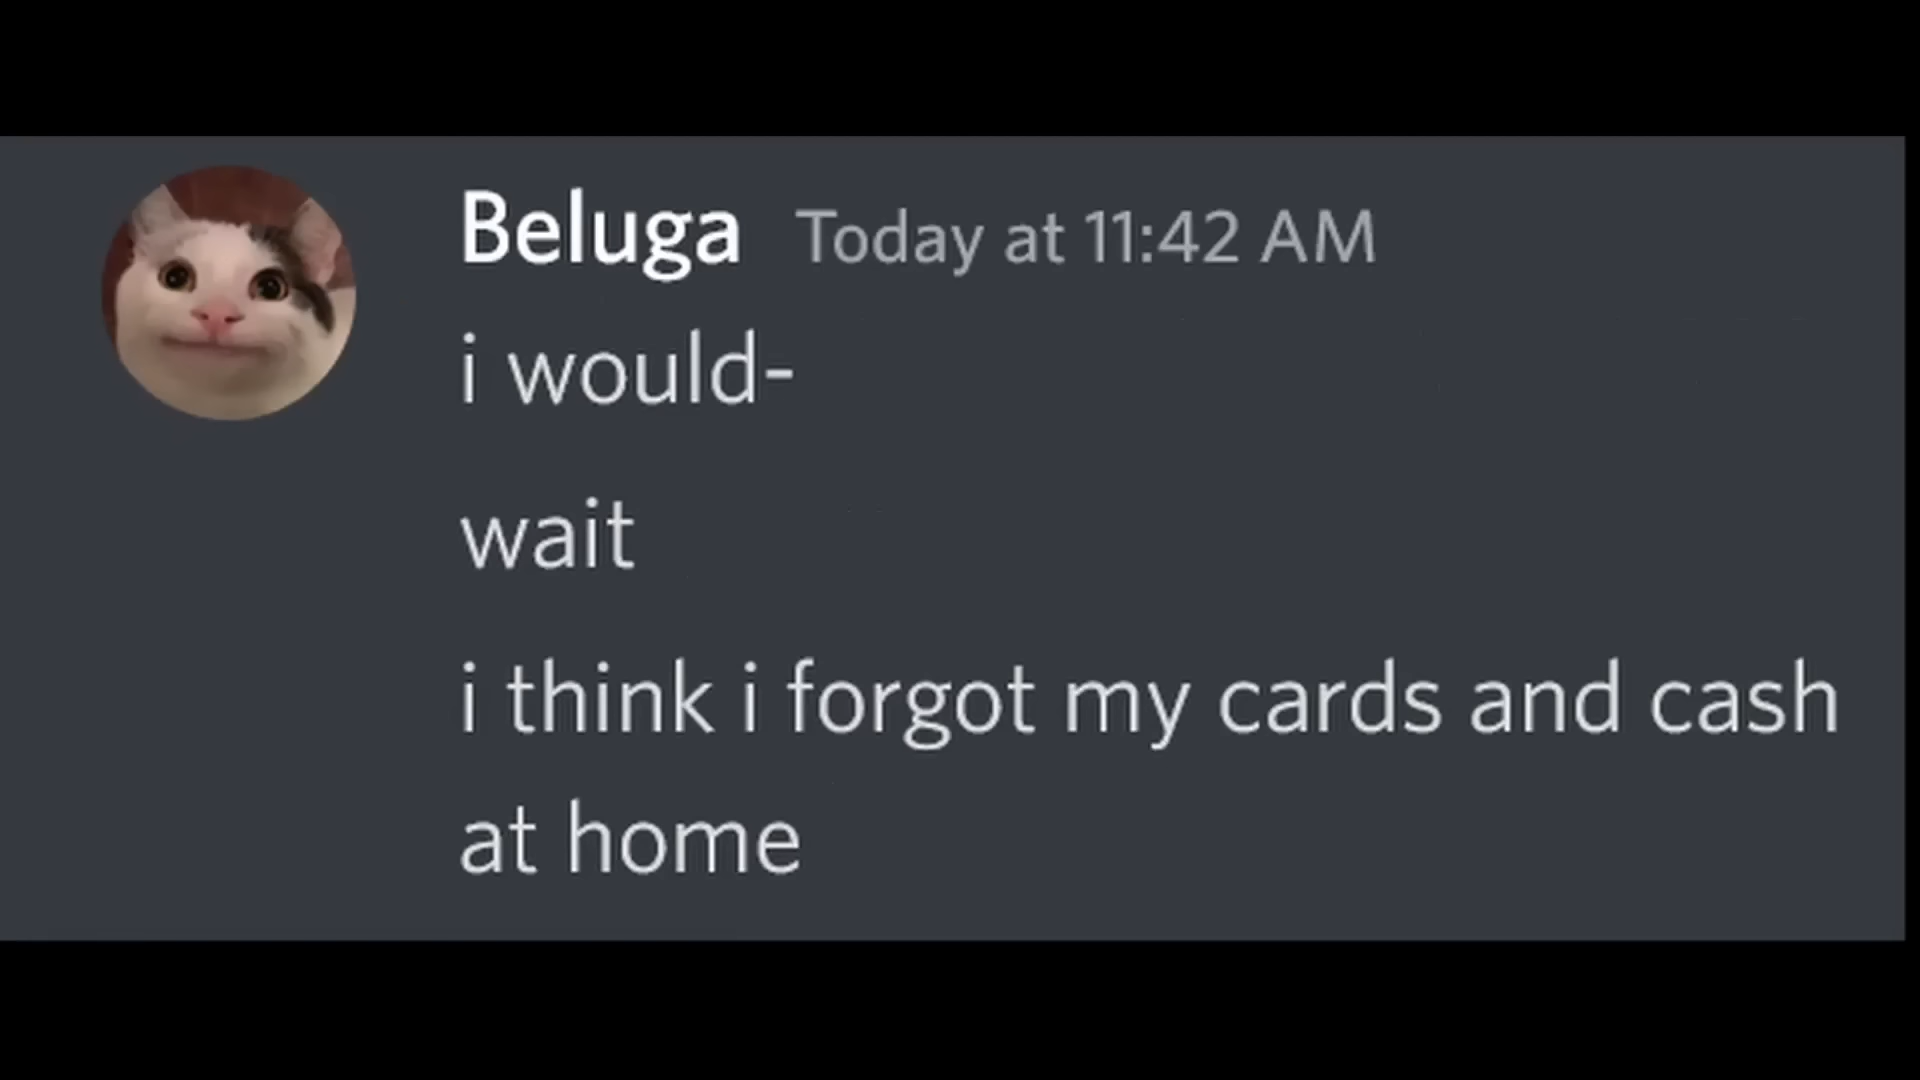 Beluga Today at 11:42 AM
i would-
wait
i think i forgot my cards and cash
at home